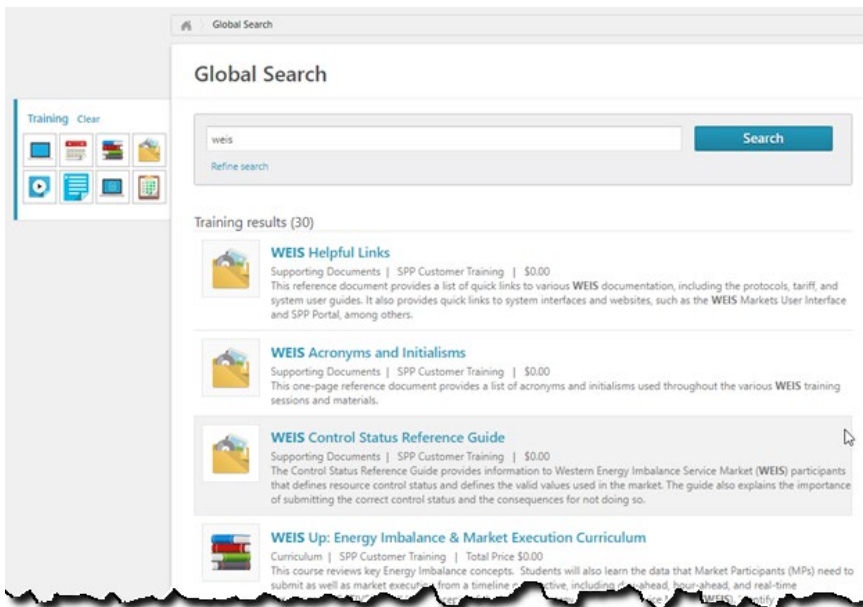 Global Search
Global Search
Training Clear
weis
Search
Refine search
Training results (30)
WEIS Helpful Links
Supporting Documents | SPP Customer Training | $0.00
This reference document provides a list of quick links to various WEIS documentation, including the protocols, tariff, and
system user guides. It also provides quick links to system interfaces and websites, such as the WEIS Markets User Interface
and SPP Portal, among others.
WEIS Acronyms and Initialisms
Supporting Documents | SPP Customer Training | $0.00
This one-page reference document provides a list of acronyms and initialisms used throughout the various WEIS training
sessions and materials.
WEIS Control Status Reference Guide
Supporting Documents | SPP Customer Training | $0.00
The Control Status Reference Guide provides information to Western Energy Imbalance Service Market (WEIS) participants
that defines resource control status and defines the valid values used in the market. The guide also explains the importance
of submitting the correct control status and the consequences for not doing so.
WEIS Up: Energy Imbalance & Market Execution Curriculum
Curriculum | SPP Customer Training | Total Price $0.00
This course reviews key Energy Imbalance concepts. Students will also learn the data that Market Participants (MPs) need to
submit as well as market execution from a timeline including day-ahead, hour-ahead, and real-time
(WEIS)